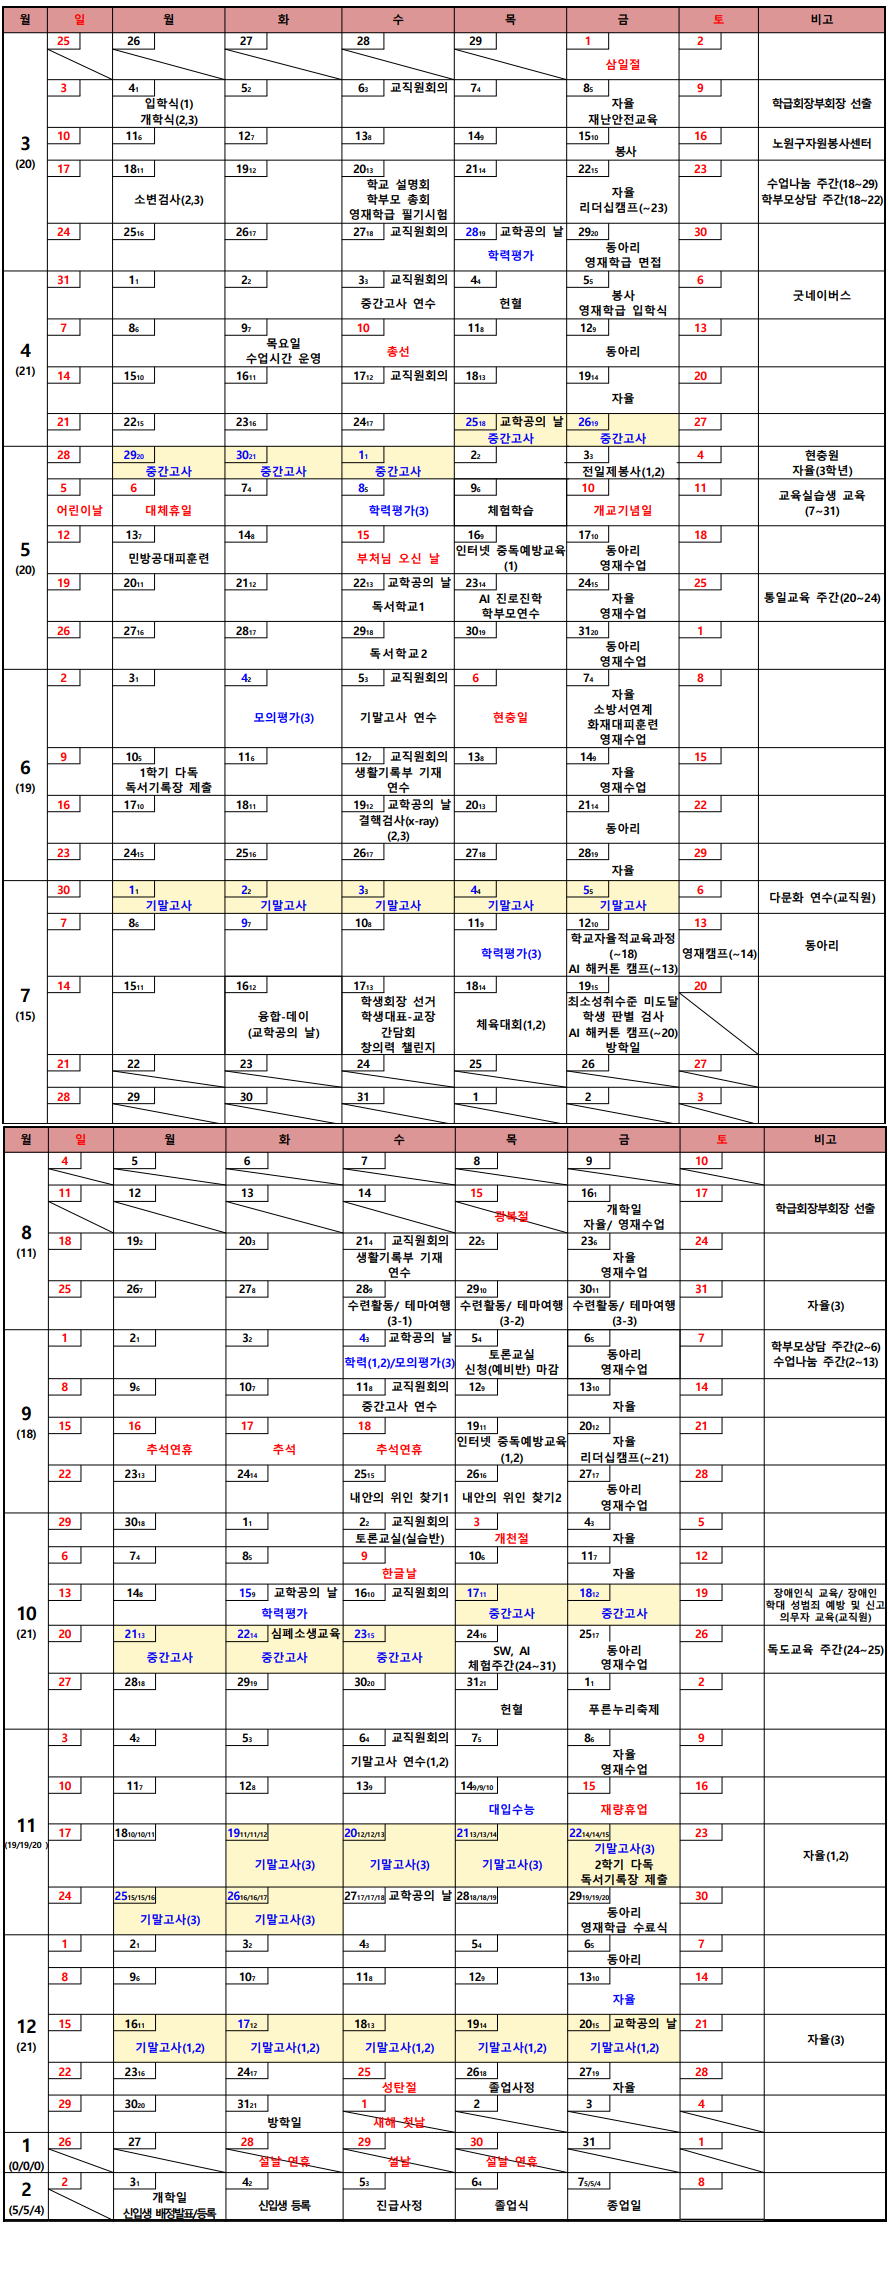 월 일 월 화 수 목 금 토 비고
3
(20)
25 26 27 28 29 1 2
삼일절
3 4₁ 5₂ 6₃ 교직원회의 7₄ 8₅ 9
입학식(1)
개학식(2,3)
자율
재난안전교육
학급회장부회장 선출
10 11₆ 12₇ 13₈ 14₉ 15₁₀ 16
봉사
노원구자원봉사센터
17 18₁₁ 19₁₂ 20₁₃ 21₁₄ 22₁₅ 23
소변검사(2,3)
학교 설명회
학부모 총회
영재학급 필기시험
자율
리더십캠프(~23)
수업나눔 주간(18~29)
학부모상담 주간(18~22)
24 25₁₆ 26₁₇ 27₁₈ 교직원회의 28₁₉ 교학공의 날 29₂₀ 30
학력평가
동아리
영재학급 면접
4
(21)
31 1₁ 2₂ 3₃ 교직원회의 4₄ 5₅ 6
중간고사 연수
헌혈
봉사
영재학급 입학식
굿네이버스
7 8₆ 9₇ 10 11₈ 12₉ 13
목요일
수업시간 운영
총선
동아리
14 15₁₀ 16₁₁ 17₁₂ 교직원회의 18₁₃ 19₁₄ 20
자율
21 22₁₅ 23₁₆ 24₁₇ 25₁₈ 교학공의 날 26₁₉ 27
중간고사 중간고사
5
(20)
28 29₂₀ 30₂₁ 1₁ 2₂ 3₃ 4
중간고사 중간고사 중간고사 전일제봉사(1,2)
현충원
자율(3학년)
5 6 7₄ 8₅ 9₆ 10 11
어린이날 대체휴일 학력평가(3) 체험학습 개교기념일
교육실습생 교육
(7~31)
12 13₇ 14₈ 15 16₉ 17₁₀ 18
민방공대피훈련
부처님 오신 날
인터넷 중독예방교육
(1)
동아리
영재수업
19 20₁₁ 21₁₂ 22₁₃ 교학공의 날 23₁₄ 24₁₅ 25
독서학교1
AI 진로진학
학부모연수
자율
영재수업
통일교육 주간(20~24)
26 27₁₆ 28₁₇ 29₁₈ 30₁₉ 31₂₀ 1
독서학교2
동아리
영재수업
6
(19)
2 3₁ 4₂ 5₃ 교직원회의 6 7₄ 8
모의평가(3)
기말고사 연수
현충일
자율
소방서연계
화재대피훈련
영재수업
9 10₅ 11₆ 12₇ 교직원회의 13₈ 14₉ 15
1학기 다독
독서기록장 제출
생활기록부 기재
연수
자율
영재수업
16 17₁₀ 18₁₁ 19₁₂ 교학공의 날 20₁₃ 21₁₄ 22
결핵검사(x-ray)
(2,3)
동아리
23 24₁₅ 25₁₆ 26₁₇ 27₁₈ 28₁₉ 29
자율
7
(15)
30 1₁ 2₂ 3₃ 4₄ 5₅ 6
기말고사 기말고사 기말고사 기말고사 기말고사
다문화 연수(교직원)
7 8₆ 9₇ 10₈ 11₉ 12₁₀ 13
학력평가(3)
학교자율적교육과정
(~18)
AI 해커톤 캠프(~13)
영재캠프(~14)
동아리
14 15₁₁ 16₁₂ 17₁₃ 18₁₄ 19₁₅ 20
융합-데이
(교학공의 날)
학생회장 선거
학생대표-교장
간담회
창의력 챌린지
체육대회(1,2)
최소성취수준 미도달
학생 판별 검사
AI 해커톤 캠프(~20)
방학일
21 22 23 24 25 26 27
28 29 30 31 1 2 3
월 일 월 화 수 목 금 토 비고
8
(11)
4 5 6 7 8 9 10
11 12 13 14 15 16₁ 17
광복절
개학일
자율/ 영재수업
학급회장부회장 선출
18 19₂ 20₃ 21₄ 교직원회의 22₅ 23₆ 24
생활기록부 기재
연수
자율
영재수업
25 26₇ 27₈ 28₉ 29₁₀ 30₁₁ 31
수련활동/ 테마여행
(3-1)
수련활동/ 테마여행
(3-2)
수련활동/ 테마여행
(3-3)
자율(3)
9
(18)
1 2₁ 3₂ 4₃ 교학공의 날 5₄ 6₅ 7
학력(1,2)/모의평가(3)
토론교실
신청(예비반) 마감
동아리
영재수업
학부모상담 주간(2~6)
수업나눔 주간(2~13)
8 9₆ 10₇ 11₈ 교직원회의 12₉ 13₁₀ 14
중간고사 연수
자율
15 16 17 18 19₁₁ 20₁₂ 21
추석연휴 추석 추석연휴
인터넷 중독예방교육
(1,2)
자율
리더십캠프(~21)
22 23₁₃ 24₁₄ 25₁₅ 26₁₆ 27₁₇ 28
내안의 위인 찾기1 내안의 위인 찾기2
동아리
영재수업
10
(21)
29 30₁₈ 1₁ 2₂ 교직원회의 3 4₃ 5
토론교실(실습반) 개천절 자율
6 7₄ 8₅ 9 10₆ 11₇ 12
한글날 자율
13 14₈ 15₉ 교학공의 날 16₁₀ 교직원회의 17₁₁ 18₁₂ 19
학력평가 중간고사 중간고사
장애인식 교육/ 장애인
학대 성범죄 예방 및 신고
의무자 교육(교직원)
20 21₁₃ 22₁₄ 심폐소생교육 23₁₅ 24₁₆ 25₁₇ 26
중간고사 중간고사 중간고사
SW, AI
체험주간(24~31)
동아리
영재수업
독도교육 주간(24~25)
27 28₁₈ 29₁₉ 30₂₀ 31₂₁ 1₁ 2
헌혈 푸른누리축제
11
(19/19/20 )
3 4₂ 5₃ 6₄ 교직원회의 7₅ 8₆ 9
기말고사 연수(1,2)
자율
영재수업
10 11₇ 12₈ 13₉ 14₉/₉/₁₀ 15 16
대입수능 재량휴업
17 18₁₀/₁₀/₁₁ 19₁₁/₁₁/₁₂ 20₁₂/₁₂/₁₃ 21₁₃/₁₃/₁₄ 22₁₄/₁₄/₁₅ 23
기말고사(3) 기말고사(3) 기말고사(3)
기말고사(3)
2학기 다독
독서기록장 제출
자율(1,2)
24 25₁₅/₁₅/₁₆ 26₁₆/₁₆/₁₇ 27₁₇/₁₇/₁₈ 교학공의 날 28₁₈/₁₈/₁₉ 29₁₉/₁₉/₂₀ 30
기말고사(3) 기말고사(3)
동아리
영재학급 수료식
12
(21)
1 2₁ 3₂ 4₃ 5₄ 6₅ 7
동아리
8 9₆ 10₇ 11₈ 12₉ 13₁₀ 14
자율
15 16₁₁ 17₁₂ 18₁₃ 19₁₄ 20₁₅ 교학공의 날 21
기말고사(1,2) 기말고사(1,2) 기말고사(1,2) 기말고사(1,2) 기말고사(1,2)
자율(3)
22 23₁₆ 24₁₇ 25 26₁₈ 27₁₉ 28
성탄절 졸업사정 자율
29 30₂₀ 31₂₁ 1 2 3 4
방학일 새해 첫날
1
(0/0/0)
26 27 28 29 30 31 1
설날 연휴 설날 설날 연휴
2
(5/5/4)
2 3₁ 4₂ 5₃ 6₄ 7₅/₅/₄ 8
개학일
신입생 배정발표/등록
신입생 등록 진급사정 졸업식 종업일